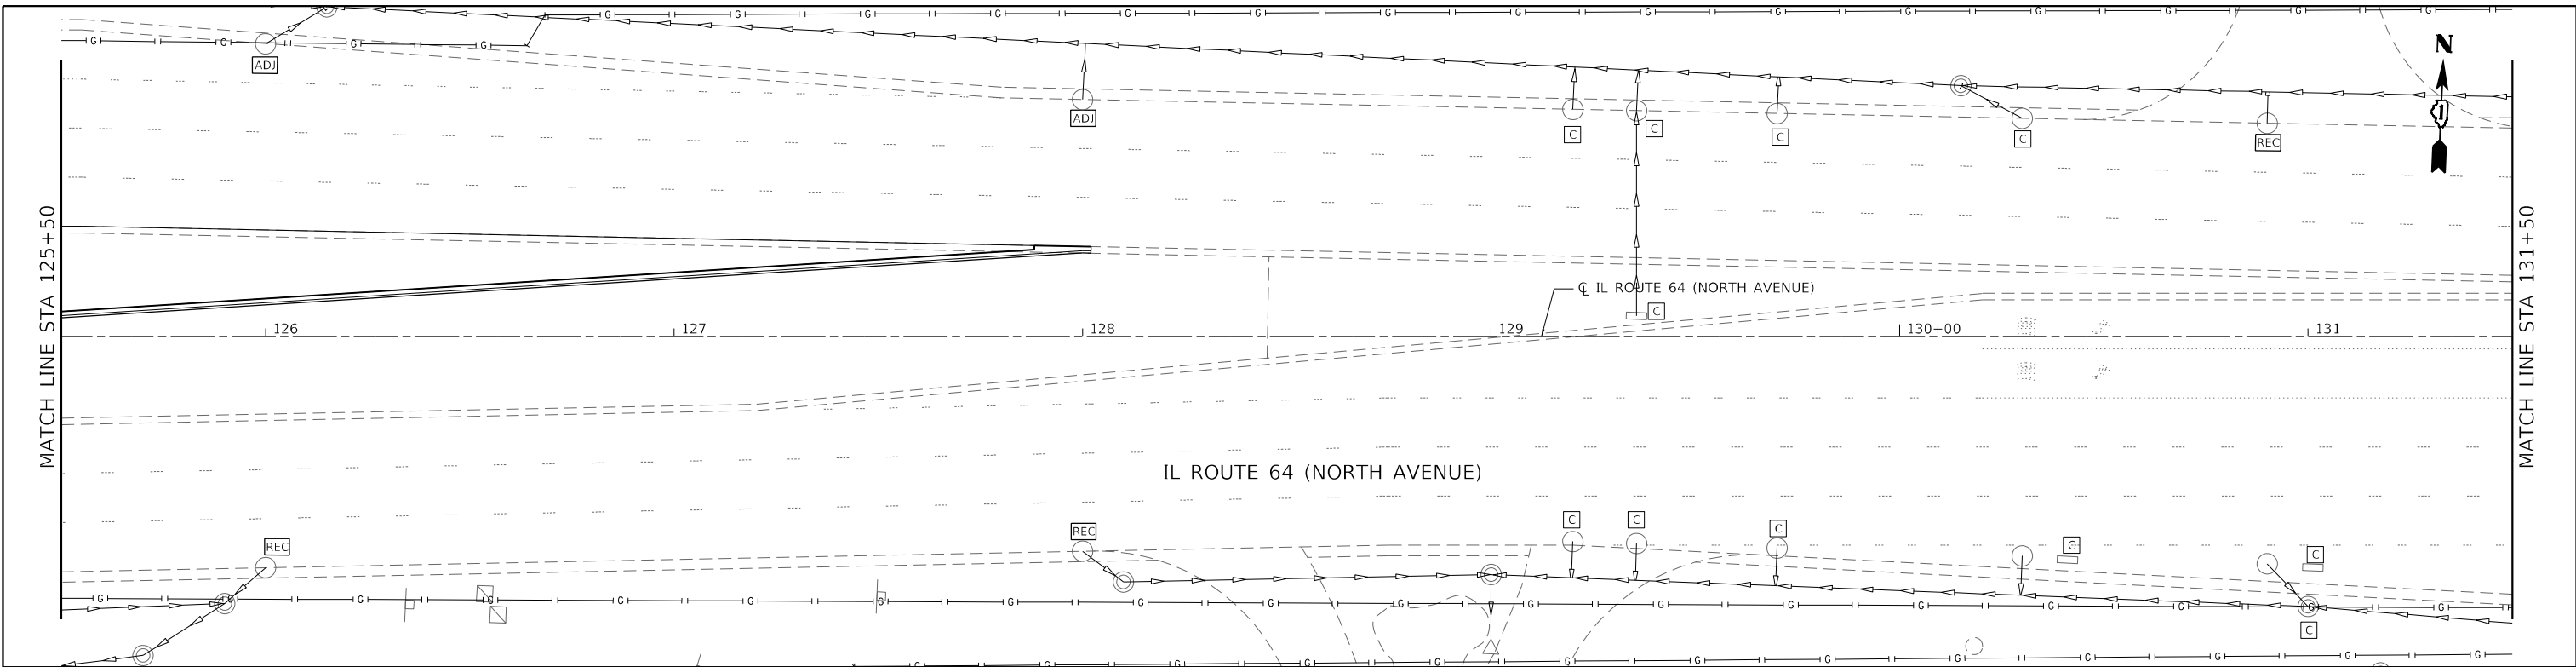 G G G G G G G G G G G G G G G
G G G G
N
ADJ
ADJ
C
C
C
C
REC
MATCH LINE STA 125+50
MATCH LINE STA 131+50
℄ IL ROUTE 64 (NORTH AVENUE)
C
126 127 128 129 130+00 131
IL ROUTE 64 (NORTH AVENUE)
REC
REC
C
C
C
C
C
G G G G G G G G G G G G G G G G G G G
C
G G G G G G G G G G G G G